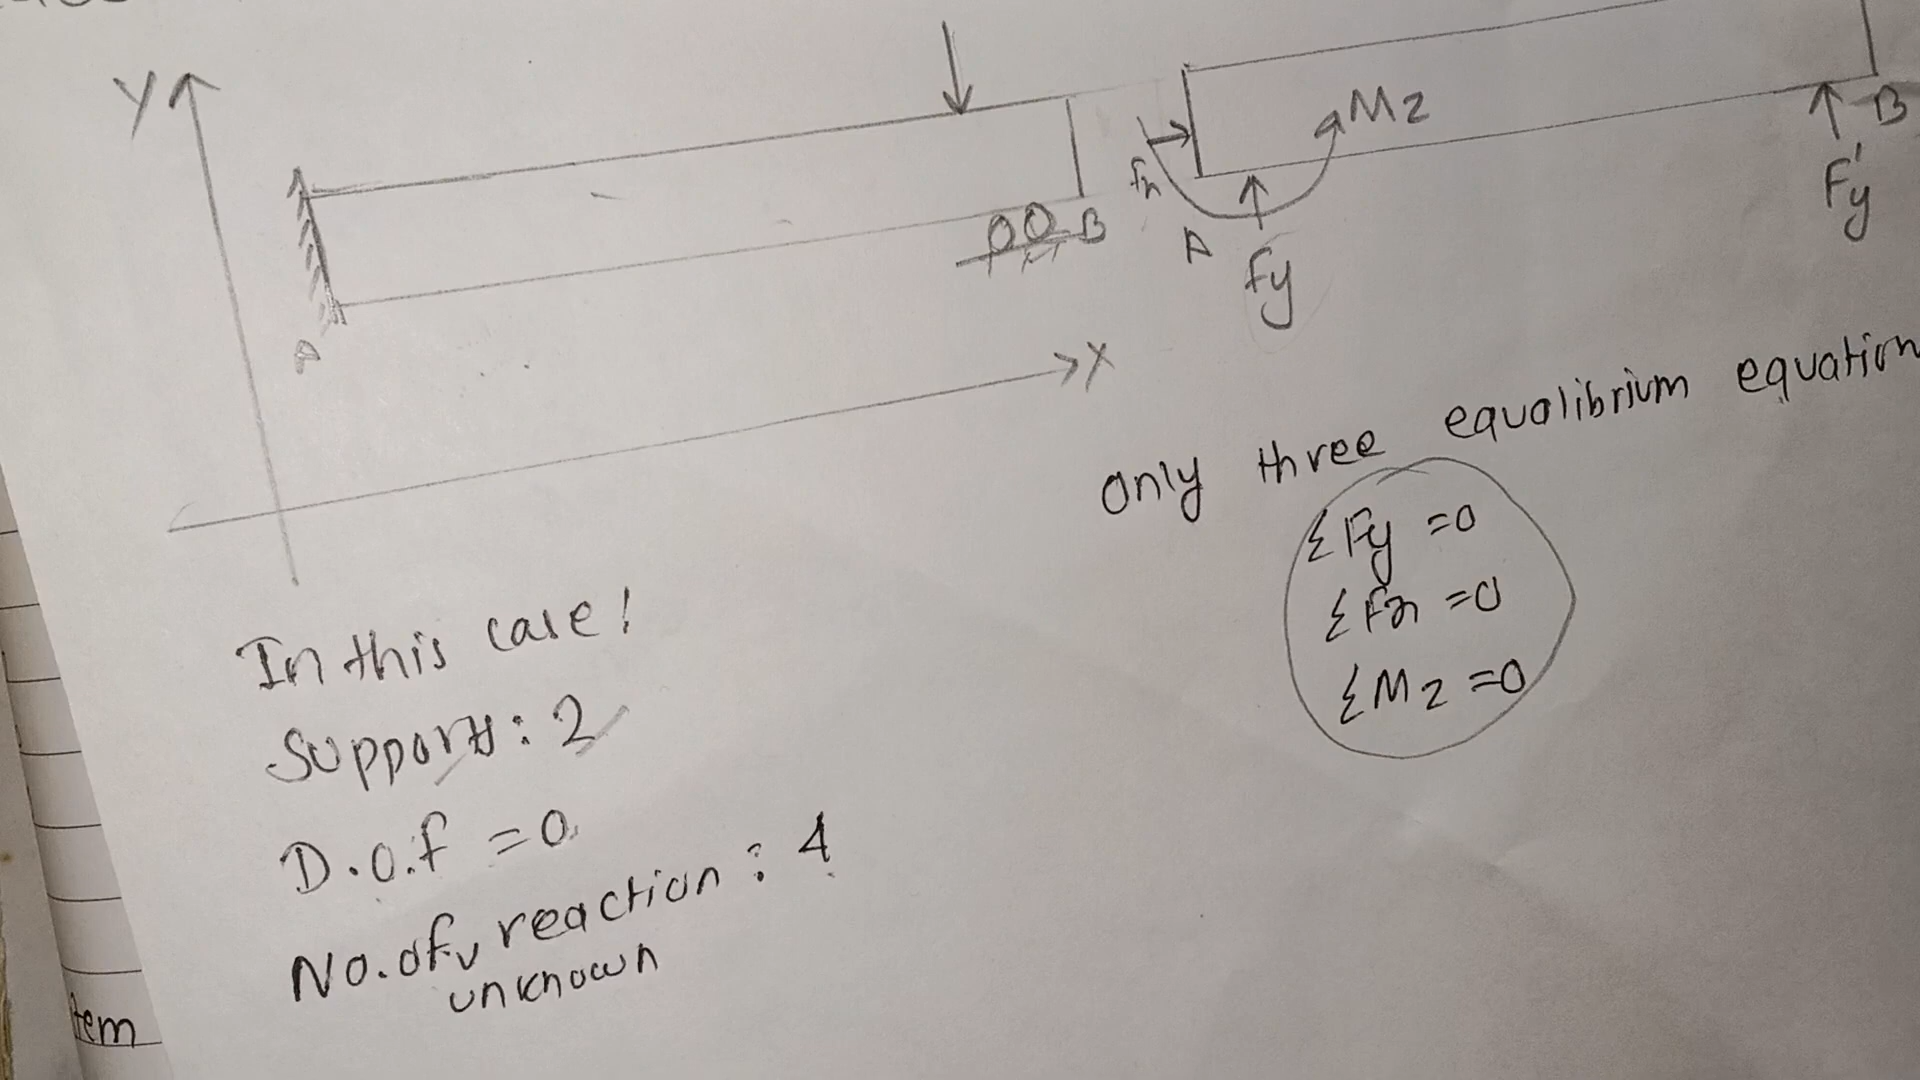 Y
A
B
X
Mz
fx
A
fy
B
Fy'
only three equalibrium equation
ΣFy =0
ΣFx =0
ΣMz =0
In this case!
Supports: 2
D.o.f =0
No.of reaction: 4
unknown
tem